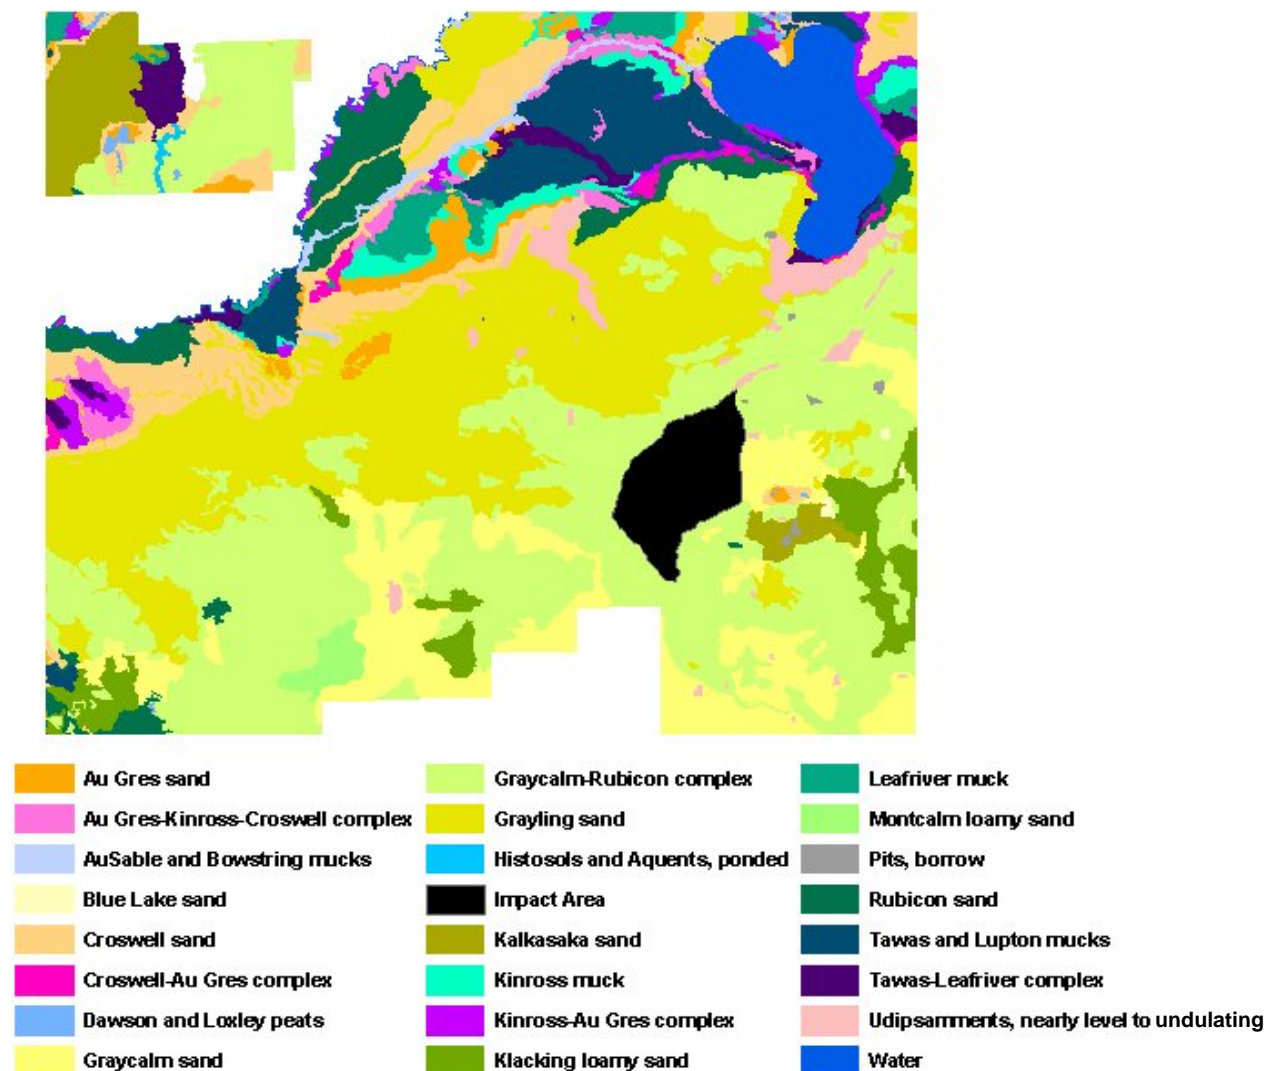 Au Gres sand
Au Gres-Kinross-Croswell complex
AuSable and Bowstring mucks
Blue Lake sand
Croswell sand
Croswell-Au Gres complex
Dawson and Loxley peats
Graycalm sand
Graycalm-Rubicon complex
Grayling sand
Histosols and Aquents, ponded
Impact Area
Kalkasaka sand
Kinross muck
Kinross-Au Gres complex
Klacking loamy sand
Leafriver muck
Montcalm loamy sand
Pits, borrow
Rubicon sand
Tawas and Lupton mucks
Tawas-Leafriver complex
Udipsamments, nearly level to undulating
Water